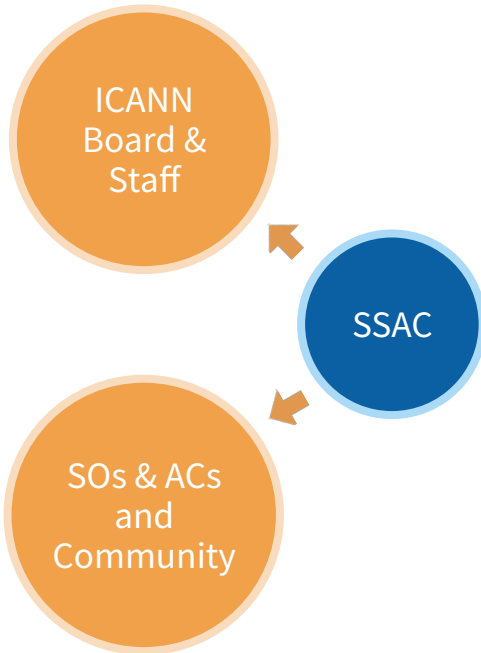 ICANN
Board &
Staff
SSAC
SOs & ACs
and
Community